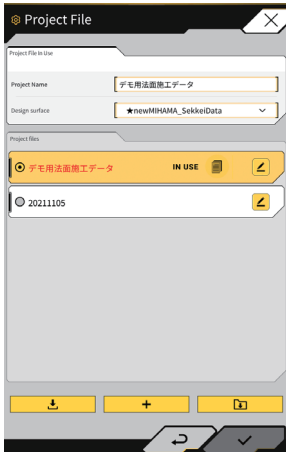 Project File
Project File In Use
Project Name
デモ用法面施工データ
Design surface
★newMIHAMA_SekkeiData
Project files
デモ用法面施工データ
IN USE
20211105